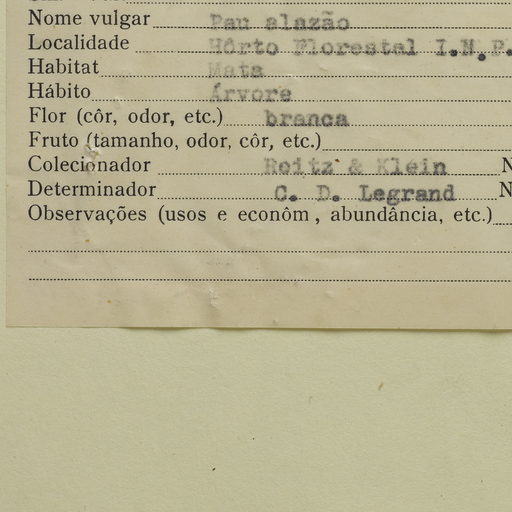 Nome vulgar Pau alazão
Localidade Hôrto Florestal I.N.P.
Habitat Mata
Hábito Árvore
Flor (côr, odor, etc.) branca
Fruto (tamanho, odor, côr, etc.)
Colecionador Reitz & Klein N
Determinador C. D. Legrand N
Observações (usos e econôm , abundância, etc.)